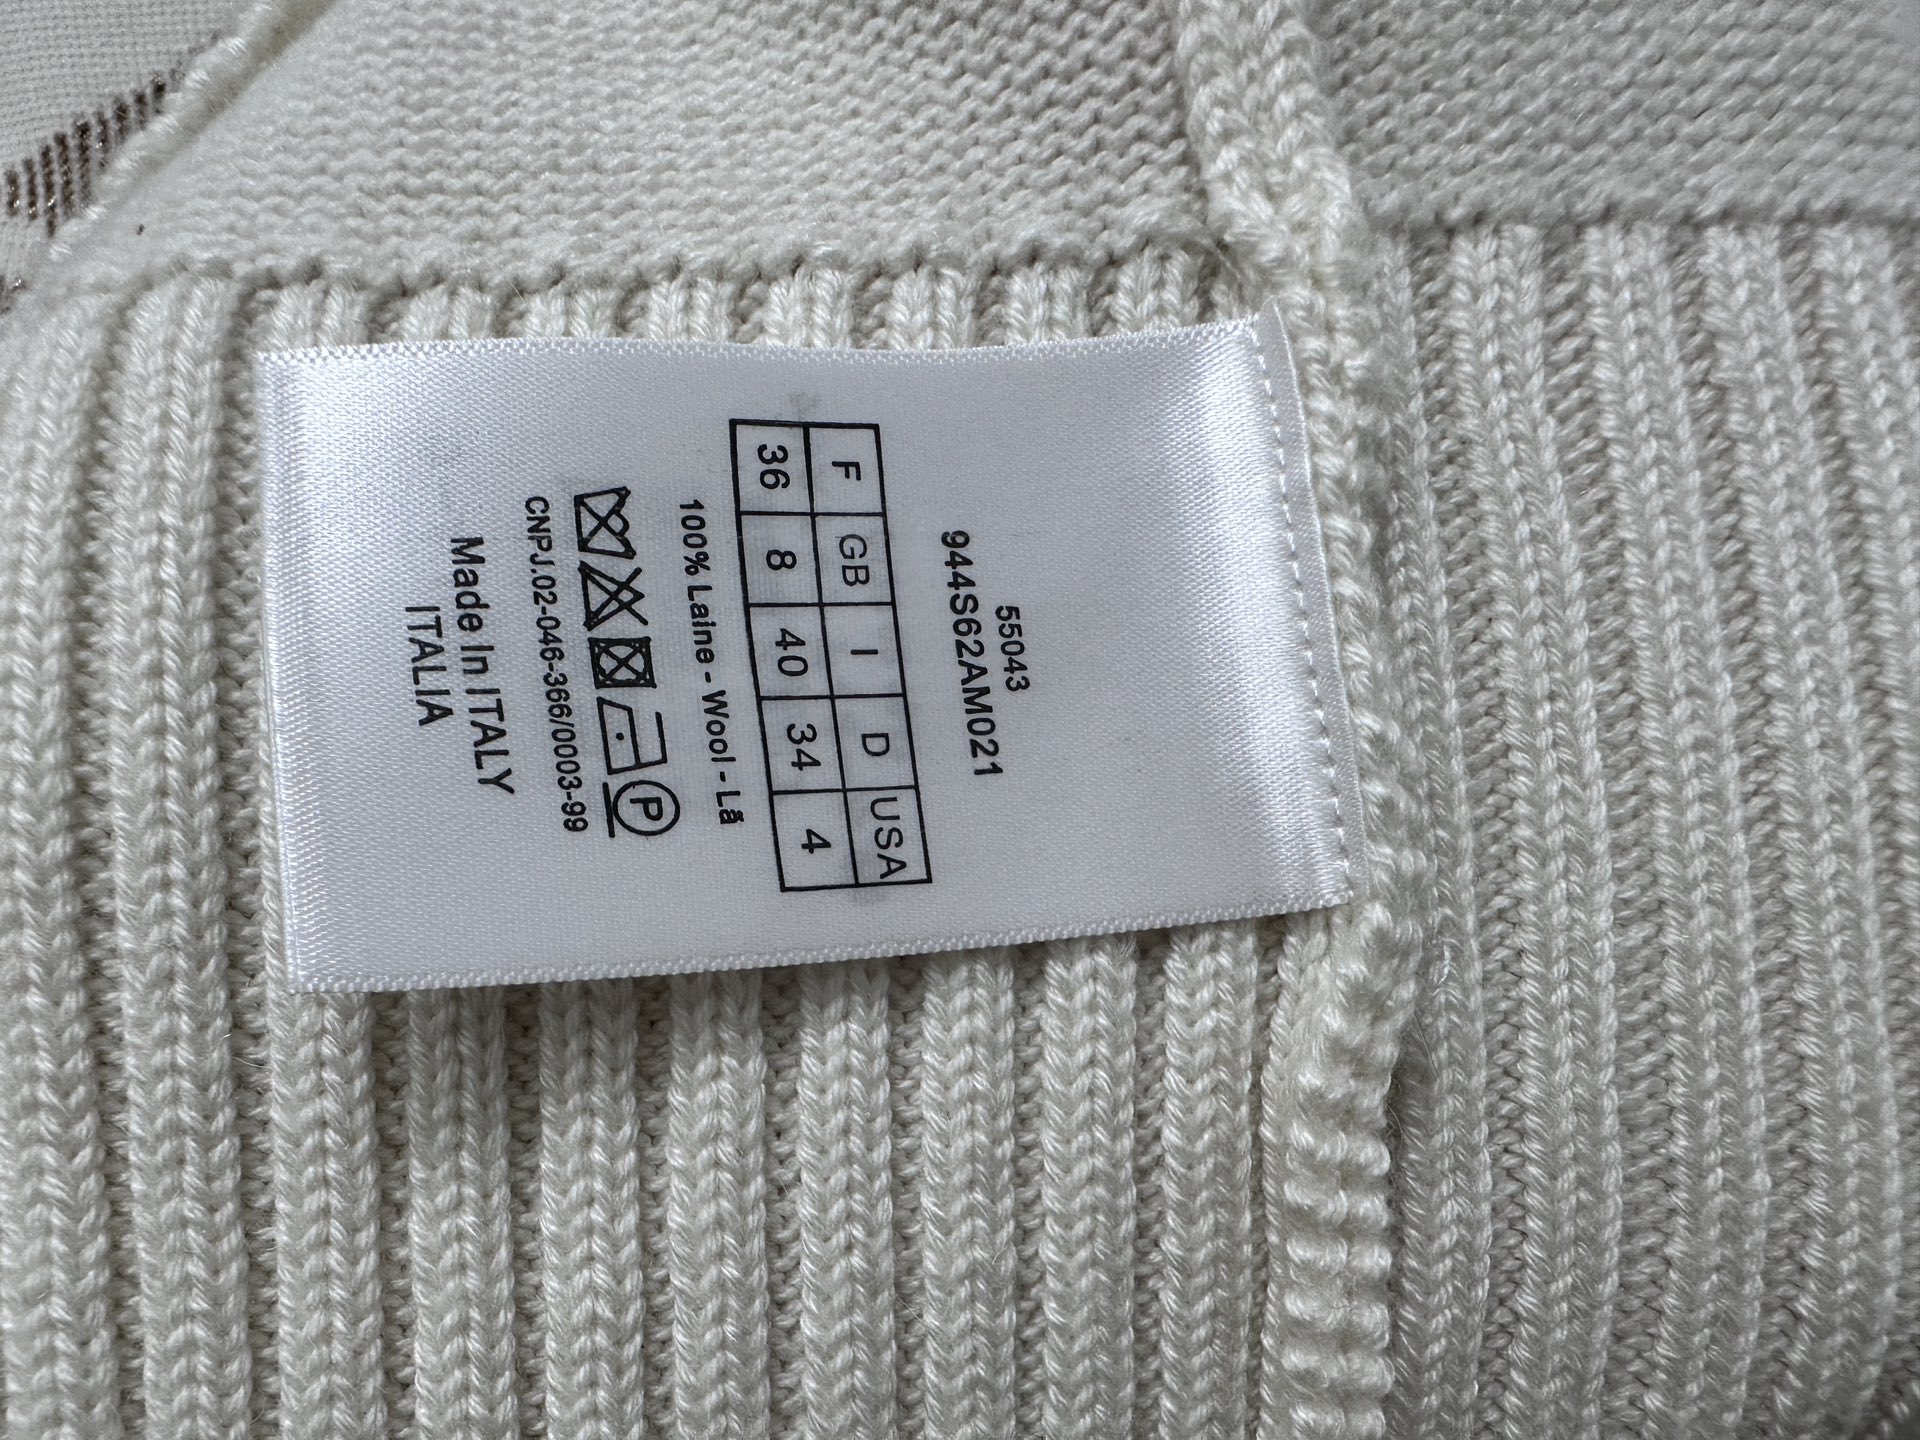 55043
944S62AM021
F GB I D USA
36 8 40 34 4
100% Laine - Wool - Lã
P
CNPJ.02-046-366/0003-99
Made In ITALY
ITALIA